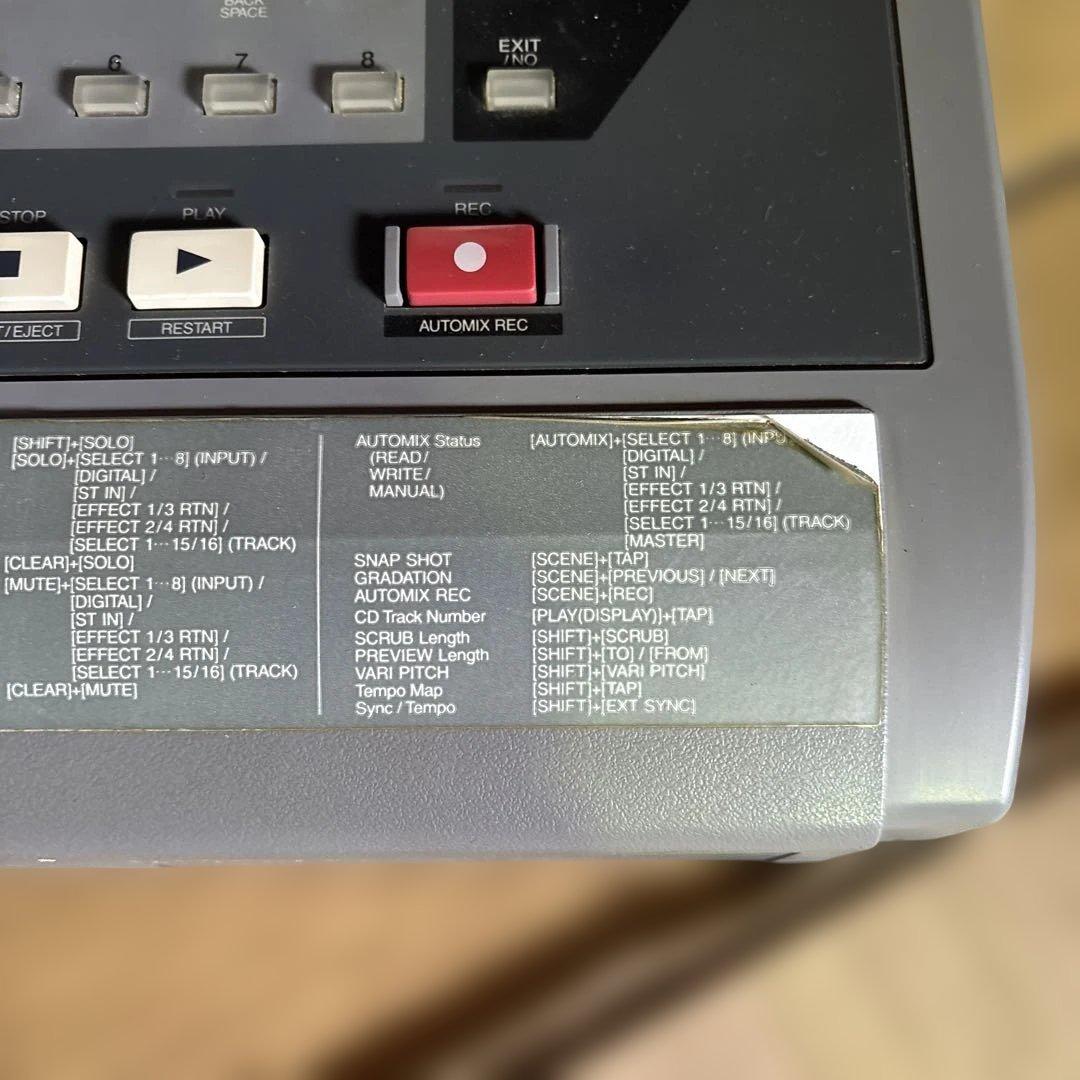 BACK
SPACE
6
7
8
EXIT
/NO
STOP
PLAY
REC
T/EJECT
RESTART
AUTOMIX REC
[SHIFT]+[SOLO]
[SOLO]+[SELECT 1···8] (INPUT) /
[DIGITAL] /
[ST IN] /
[EFFECT 1/3 RTN] /
[EFFECT 2/4 RTN] /
[SELECT 1···15/16] (TRACK)
[CLEAR]+[SOLO]
[MUTE]+[SELECT 1···8] (INPUT) /
[DIGITAL] /
[ST IN] /
[EFFECT 1/3 RTN] /
[EFFECT 2/4 RTN] /
[SELECT 1···15/16] (TRACK)
[CLEAR]+[MUTE]
AUTOMIX Status [AUTOMIX]+[SELECT 1···8] (INPU
(READ / [DIGITAL] /
WRITE / [ST IN] /
MANUAL) [EFFECT 1/3 RTN] /
[EFFECT 2/4 RTN] /
[SELECT 1···15/16] (TRACK)
[MASTER]
SNAP SHOT [SCENE]+[TAP]
GRADATION [SCENE]+[PREVIOUS] / [NEXT]
AUTOMIX REC [SCENE]+[REC]
CD Track Number [PLAY(DISPLAY)]+[TAP]
SCRUB Length [SHIFT]+[SCRUB]
PREVIEW Length [SHIFT]+[TO] / [FROM]
VARI PITCH [SHIFT]+[VARI PITCH]
Tempo Map [SHIFT]+[TAP]
Sync / Tempo [SHIFT]+[EXT SYNC]